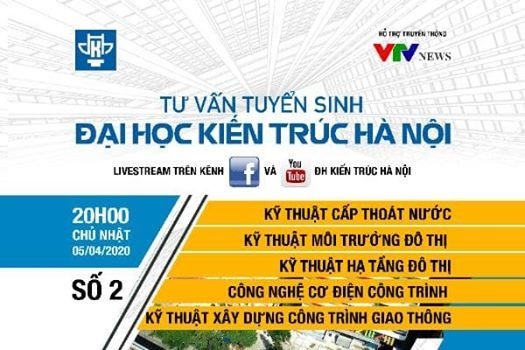 HỖ TRỢ TRUYỀN THÔNG
VTV NEWS
TƯ VẤN TUYỂN SINH
ĐẠI HỌC KIẾN TRÚC HÀ NỘI
LIVESTREAM TRÊN KÊNH f VÀ You Tube ĐH KIẾN TRÚC HÀ NỘI
20H00
CHỦ NHẬT
05/04/2020
SỐ 2
KỸ THUẬT CẤP THOÁT NƯỚC
KỸ THUẬT MÔI TRƯỜNG ĐÔ THỊ
KỸ THUẬT HẠ TẦNG ĐÔ THỊ
CÔNG NGHỆ CƠ ĐIỆN CÔNG TRÌNH
KỸ THUẬT XÂY DỰNG CÔNG TRÌNH GIAO THÔNG